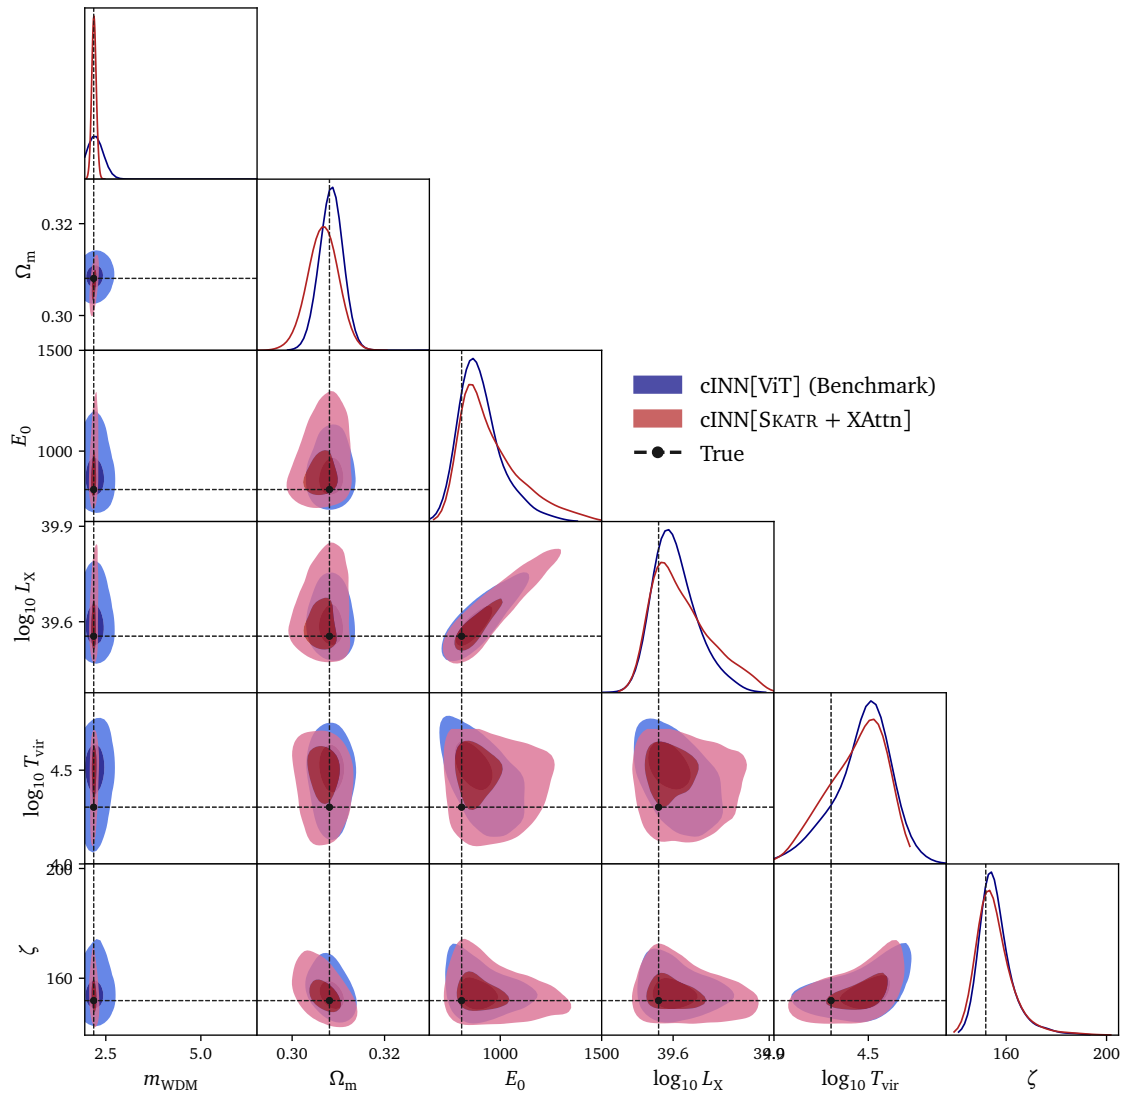 0.32
Ωm
0.30
1500
E0
1000
cINN[ViT] (Benchmark)
cINN[SKATR + XAttn]
True
39.9
log10 LX
39.6
log10 Tvir
4.5
4.0
200
ζ
160
2.5 5.0 0.30 0.32 1000 1500 39.6 39.9 4.0 4.5 160 200
mWDM Ωm E0 log10 LX log10 Tvir ζ